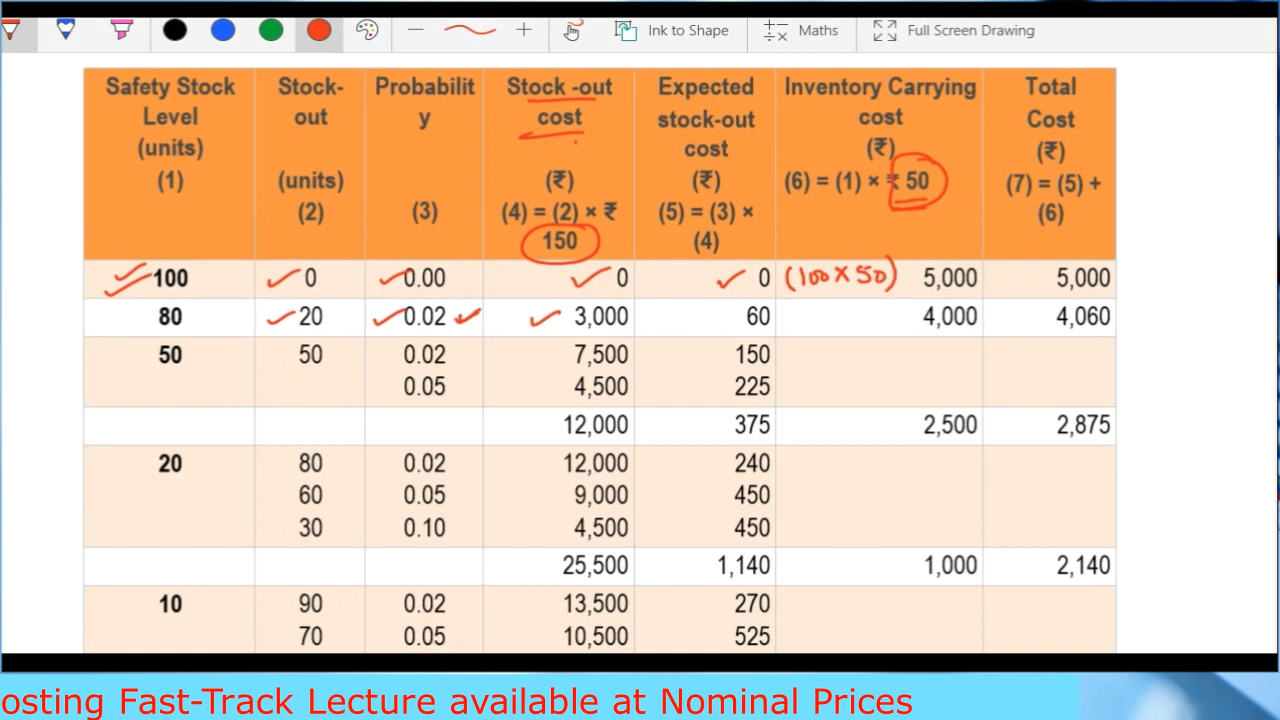 Ink to Shape Maths Full Screen Drawing
Safety Stock Level (units) (1) Stock-out (units) (2) Probability (3) Stock -out cost (₹) (4) = (2) × ₹ 150 Expected stock-out cost (₹) (5) = (3) × (4) Inventory Carrying cost (₹) (6) = (1) × ₹ 50 Total Cost (₹) (7) = (5) + (6)
100 0 0.00 0 0 (100 × 50) 5,000 5,000
80 20 0.02 3,000 60 4,000 4,060
50 50 0.02 7,500 150
0.05 4,500 225
12,000 375 2,500 2,875
20 80 0.02 12,000 240
60 0.05 9,000 450
30 0.10 4,500 450
25,500 1,140 1,000 2,140
10 90 0.02 13,500 270
70 0.05 10,500 525
osting Fast-Track Lecture available at Nominal Prices